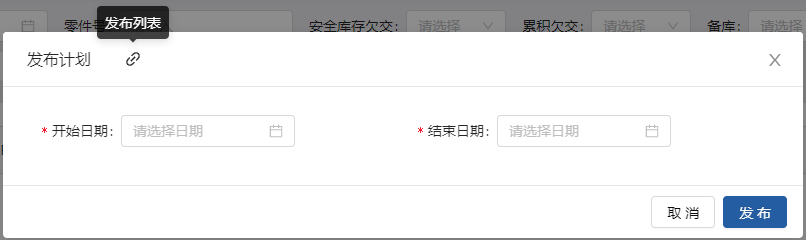 零件号 安全库存欠交: 请选择 累积欠交: 请选择 备库: 请选择
发布列表
发布计划
* 开始日期: 请选择日期 * 结束日期: 请选择日期
取 消 发 布